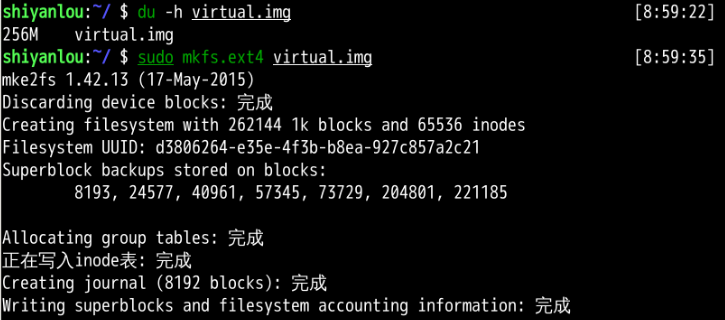 shiyanlou:~/ $ du -h virtual.img [8:59:22]
256M    virtual.img
shiyanlou:~/ $ sudo mkfs.ext4 virtual.img [8:59:35]
mke2fs 1.42.13 (17-May-2015)
Discarding device blocks: 完成
Creating filesystem with 262144 1k blocks and 65536 inodes
Filesystem UUID: d3806264-e35e-4f3b-b8ea-927c857a2c21
Superblock backups stored on blocks:
        8193, 24577, 40961, 57345, 73729, 204801, 221185
Allocating group tables: 完成
正在写入inode表: 完成
Creating journal (8192 blocks): 完成
Writing superblocks and filesystem accounting information: 完成